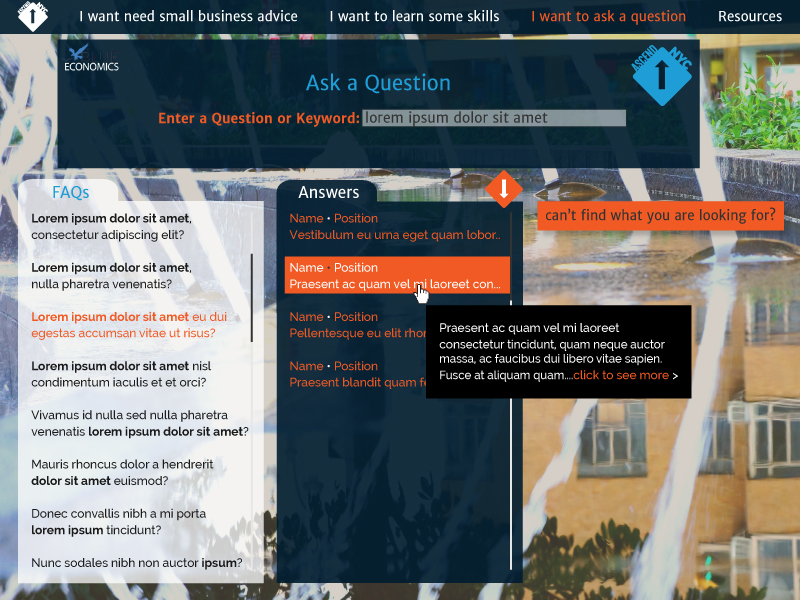 ASCEND NYC
I want need small business advice
I want to learn some skills
I want to ask a question
Resources
ECONOMICS
ASCEND NYC
Ask a Question
Enter a Question or Keyword: lorem ipsum dolor sit amet
FAQs
Lorem ipsum dolor sit amet,
consectetur adipiscing elit?
Lorem ipsum dolor sit amet,
nulla pharetra venenatis?
Lorem ipsum dolor sit amet eu dui
egestas accumsan vitae ut risus?
Lorem ipsum dolor sit amet nisl
condimentum iaculis et et orci?
Vivamus id nulla sed nulla pharetra
venenatis lorem ipsum dolor sit amet?
Mauris rhoncus dolor a hendrerit
dolor sit amet euismod?
Donec convallis nibh a mi porta
lorem ipsum tincidunt?
Nunc sodales nibh non auctor ipsum?
Answers
Name • Position
Vestibulum eu urna eget quam lobor..
Name • Position
Praesent ac quam vel mi laoreet con...
Name • Position
Pellentesque eu elit rhon
Name • Position
Praesent blandit quam fe
can't find what you are looking for?
Praesent ac quam vel mi laoreet
consectetur tincidunt, quam neque auctor
massa, ac faucibus dui libero vitae sapien.
Fusce at aliquam quam....click to see more >